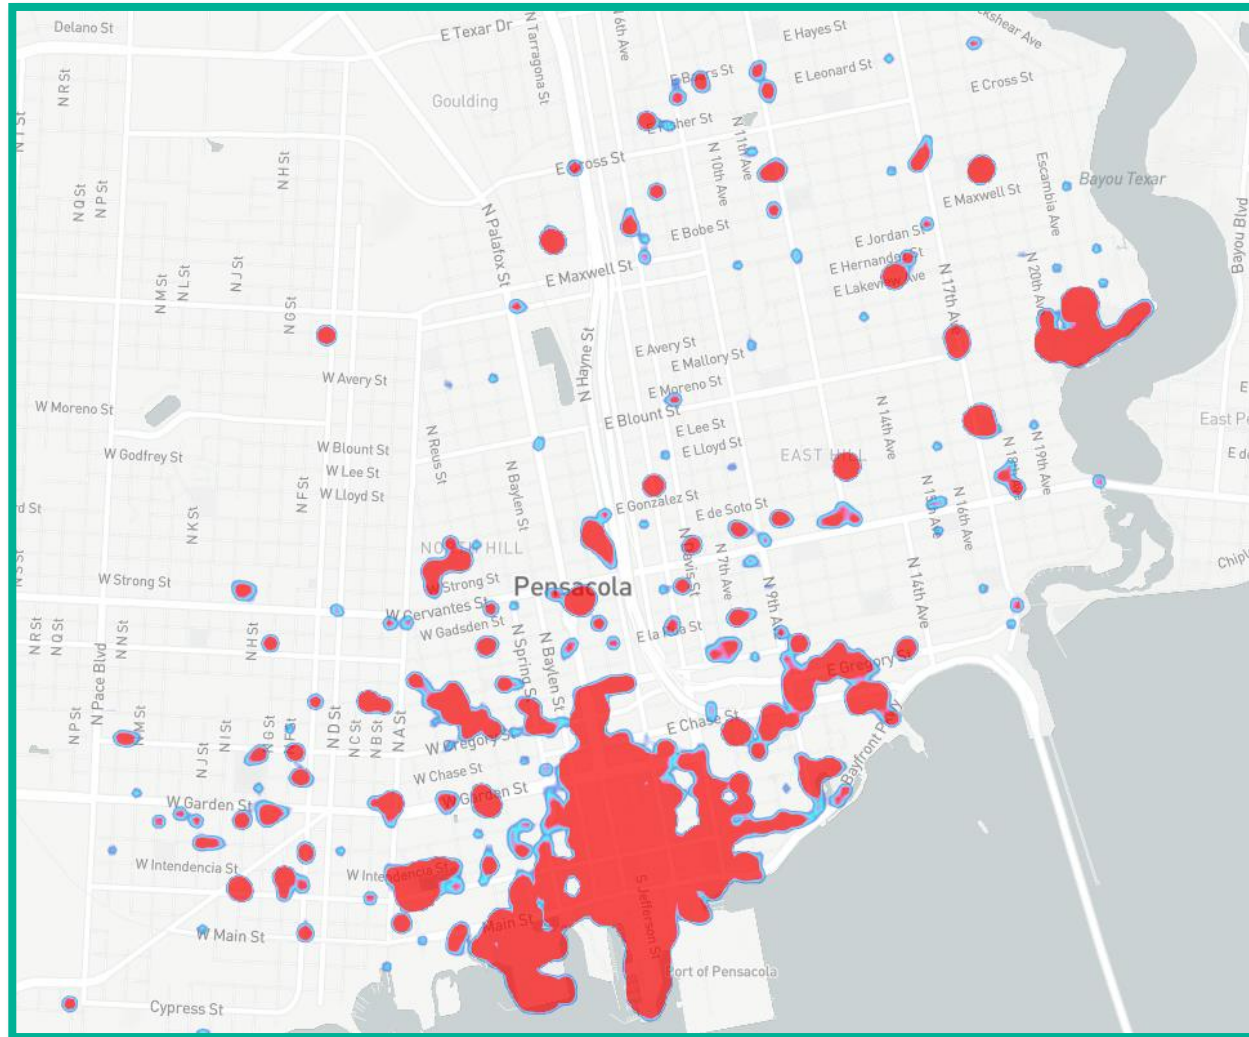 Delano St
E Texar Dr
N Tarragona St
N 6th Ave
E Hayes St
E Leonard St
E Cross St
N R St
Goulding
N 11th Ave
E Cross St
N H St
N 10th Ave
N Q St
N P St
Escambia Ave
Bayou Texar
Bayou Blvd
N Palafox St
E Maxwell St
E Bobe St
E Jordan St
E Maxwell St
N M St
N L St
N J St
N G St
E Lakeview Ave
N 17th Ave
N 20th Ave
N Hayne St
E Avery St
E Mallory St
E Moreno St
W Avery St
W Moreno St
E Blount St
W Godfrey St
W Blount St
W Lee St
W Lloyd St
N F St
N Reus St
N Baylen St
E Lee St
E Lloyd St
EAST HILL
N 14th Ave
N 19th Ave
N K St
E Gonzalez St
E de Soto St
N 15th Ave
N 16th Ave
N 7th Ave
N 9th Ave
N 14th Ave
W Strong St
W Strong St
Pensacola
W Cervantes St
W Gadsden St
N R St
N Q St
N N St
N H St
N Pace Blvd
N Spring St
N Baylen St
E Gregory St
N P St
N M St
N J St
N I St
N G St
N D St
N C St
N B St
N A St
W Gregory St
E Chase St
Bayfront Pkwy
W Chase St
W Garden St
W Garden St
W Intendencia St
W Intendencia St
S Jefferson St
Main St
W Main St
Port of Pensacola
Cypress St